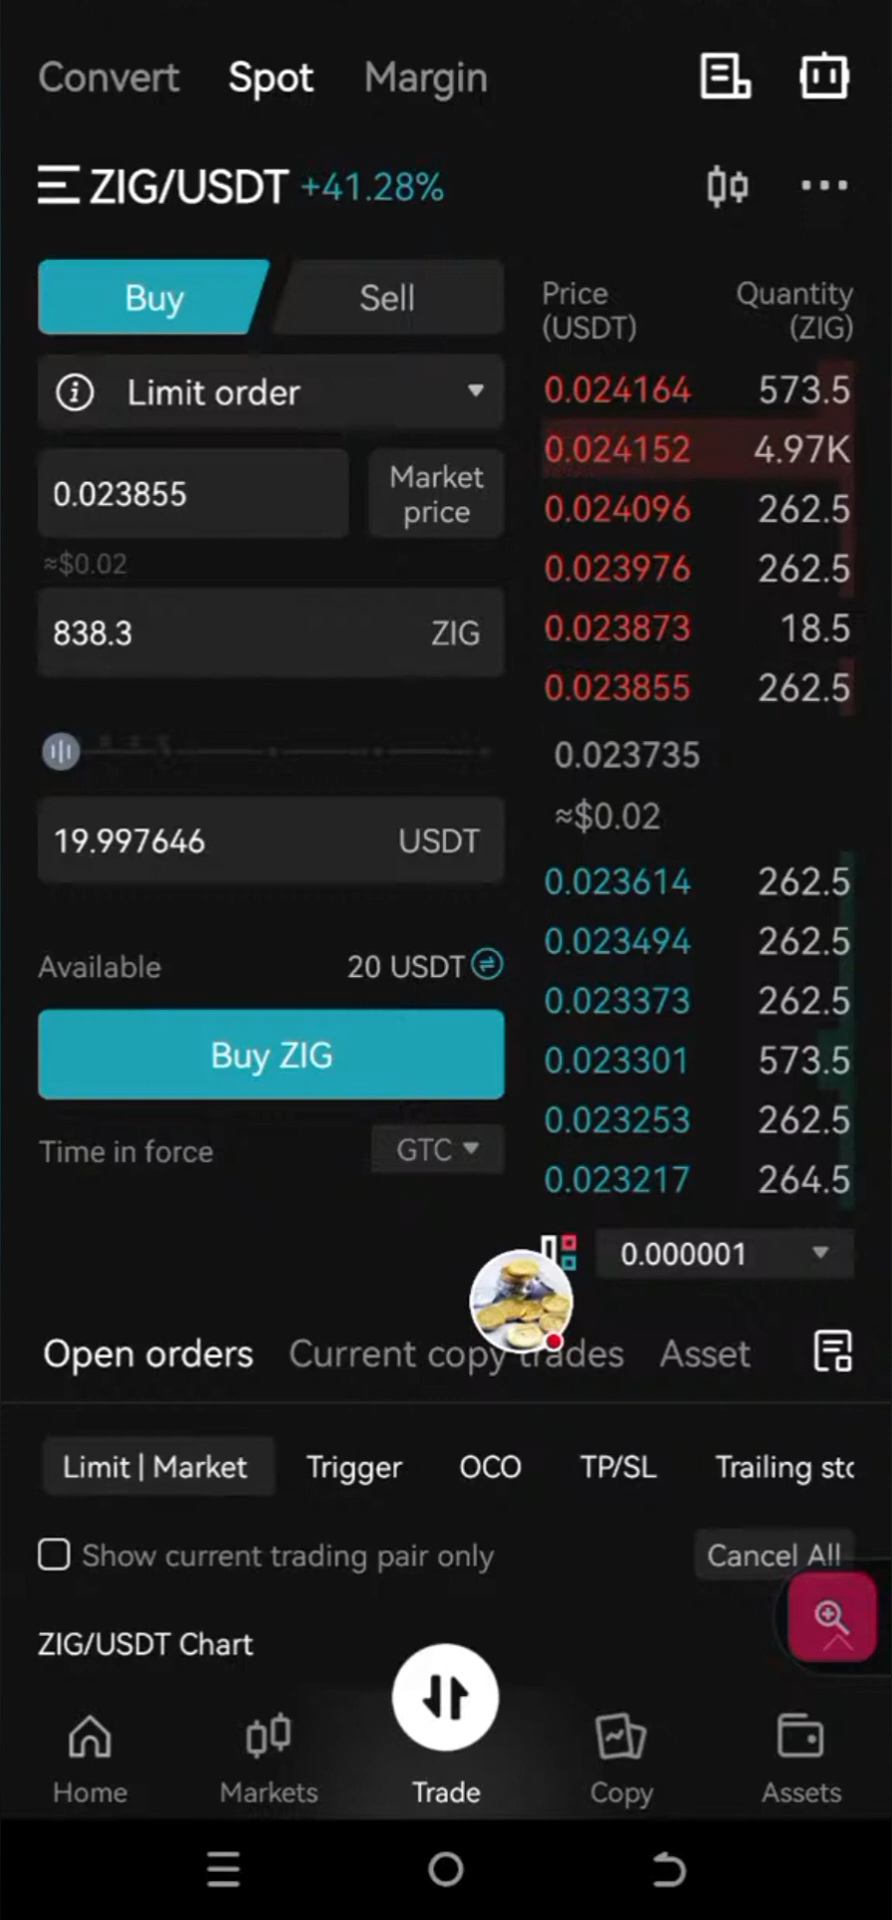 Convert Spot Margin
ZIG/USDT +41.28%
Buy Sell
Limit order
0.023855
Market
price
≈$0.02
838.3 ZIG
19.997646 USDT
Available 20 USDT
Buy ZIG
Time in force GTC
Price
(USDT)
Quantity
(ZIG)
0.024164 573.5
0.024152 4.97K
0.024096 262.5
0.023976 262.5
0.023873 18.5
0.023855 262.5
0.023735
≈$0.02
0.023614 262.5
0.023494 262.5
0.023373 262.5
0.023301 573.5
0.023253 262.5
0.023217 264.5
0.000001
Open orders Current copy trades Asset
Limit | Market Trigger OCO TP/SL Trailing stc
Show current trading pair only Cancel All
ZIG/USDT Chart
Home Markets Trade Copy Assets